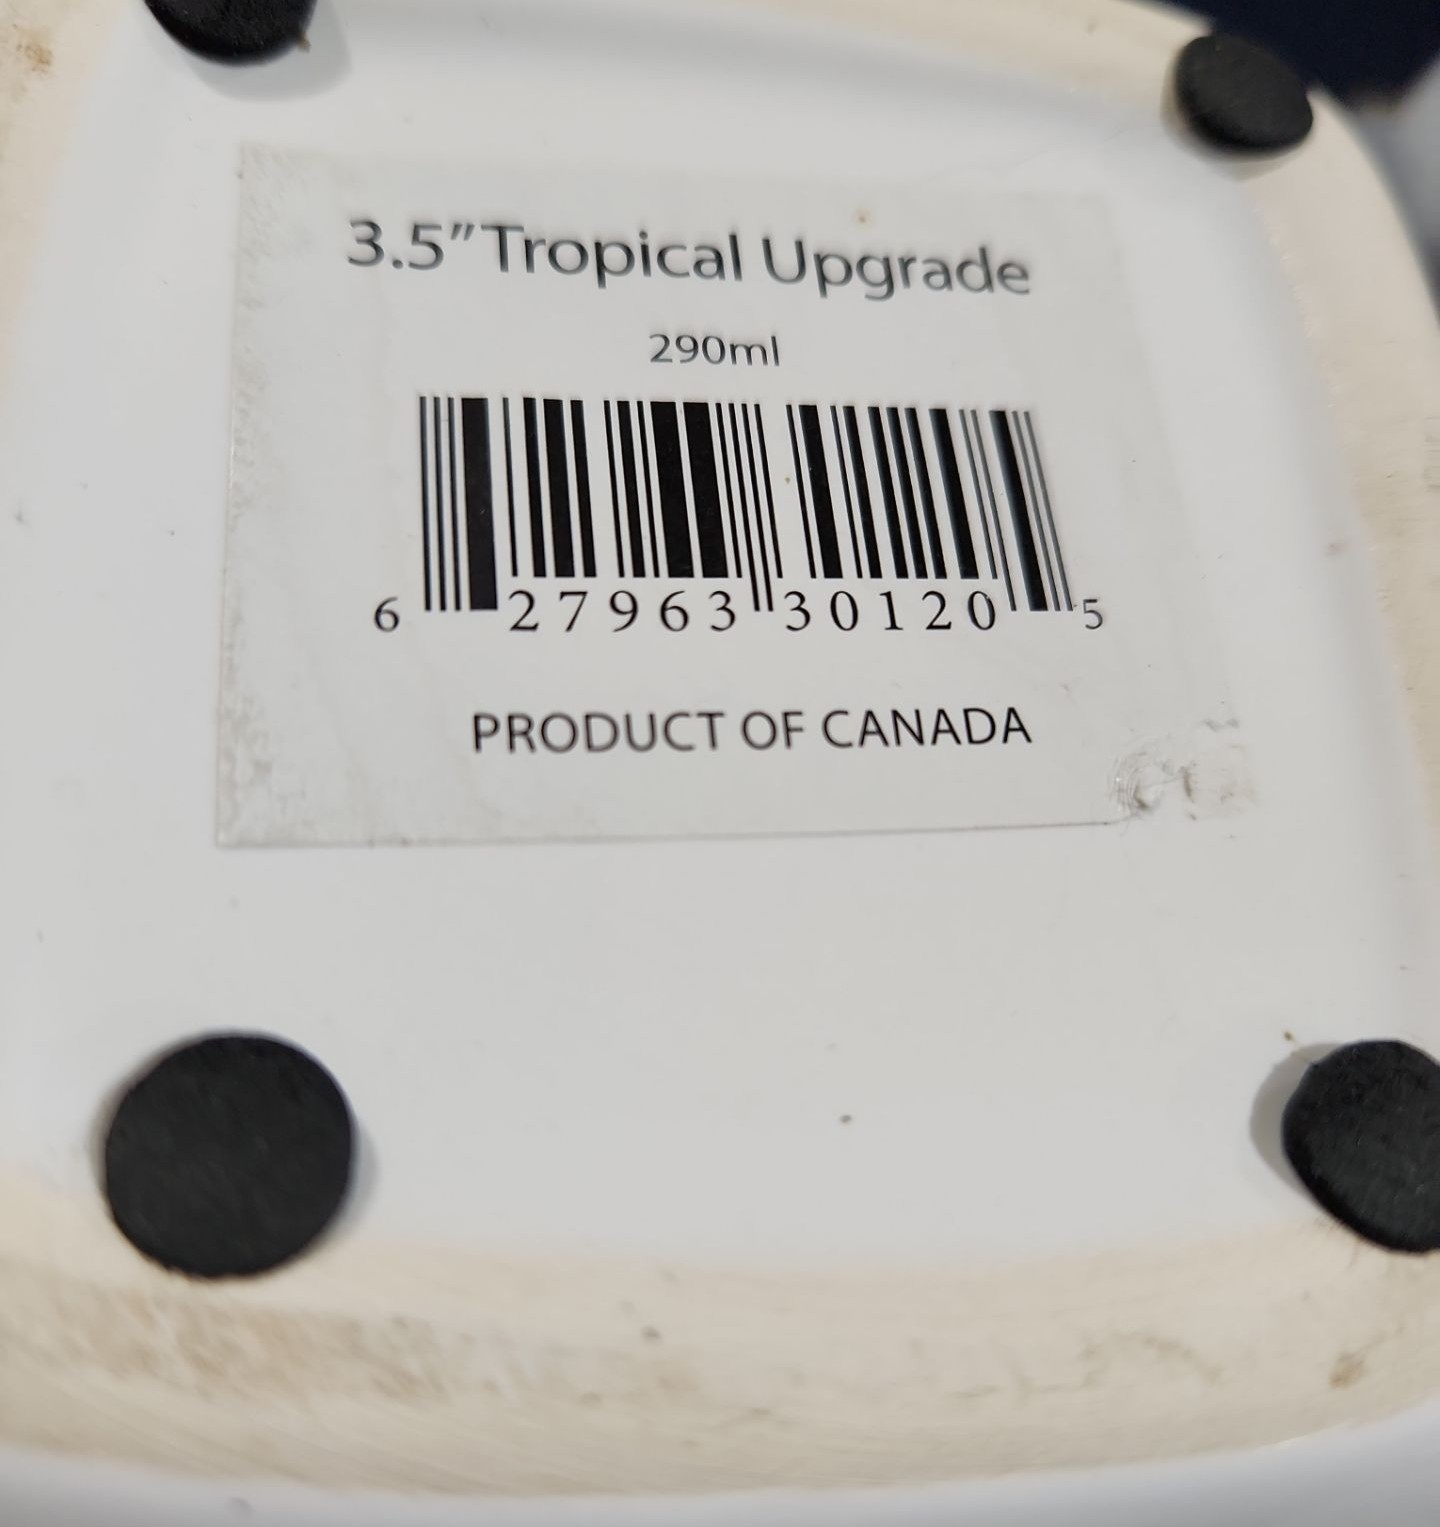 3.5” Tropical Upgrade
290ml
6 27963 30120 5
PRODUCT OF CANADA